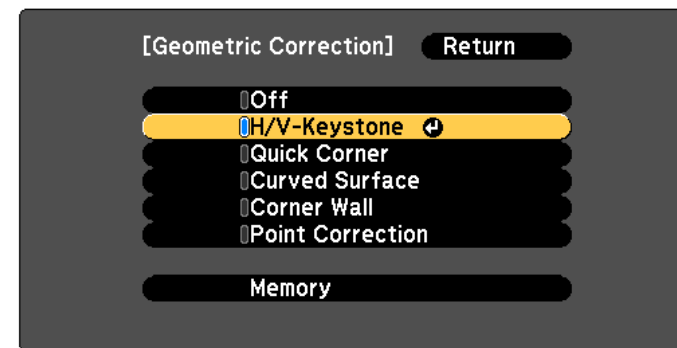 [Geometric Correction] Return
Off
H/V-Keystone
Quick Corner
Curved Surface
Corner Wall
Point Correction
Memory